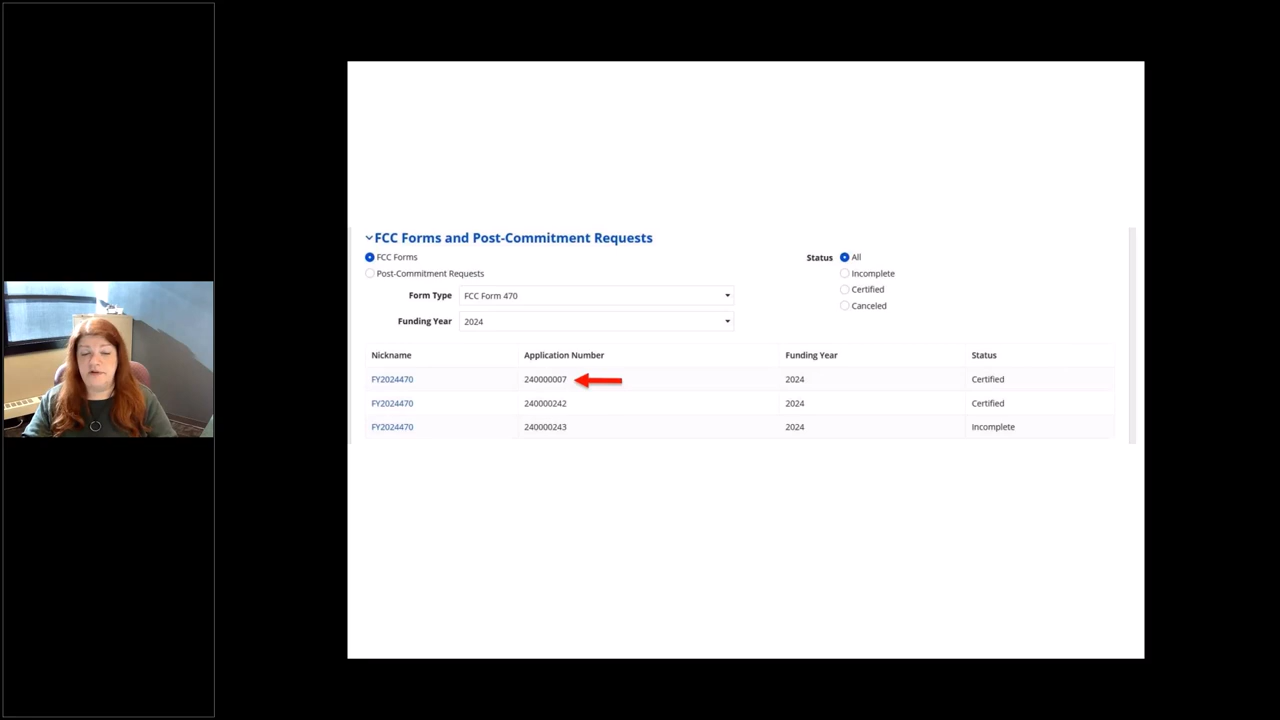 FCC Forms and Post-Commitment Requests
FCC Forms
Post-Commitment Requests
Status
All
Incomplete
Certified
Canceled
Form Type FCC Form 470
Funding Year 2024
Nickname Application Number Funding Year Status
FY2024470 240000007 2024 Certified
FY2024470 240000242 2024 Certified
FY2024470 240000243 2024 Incomplete